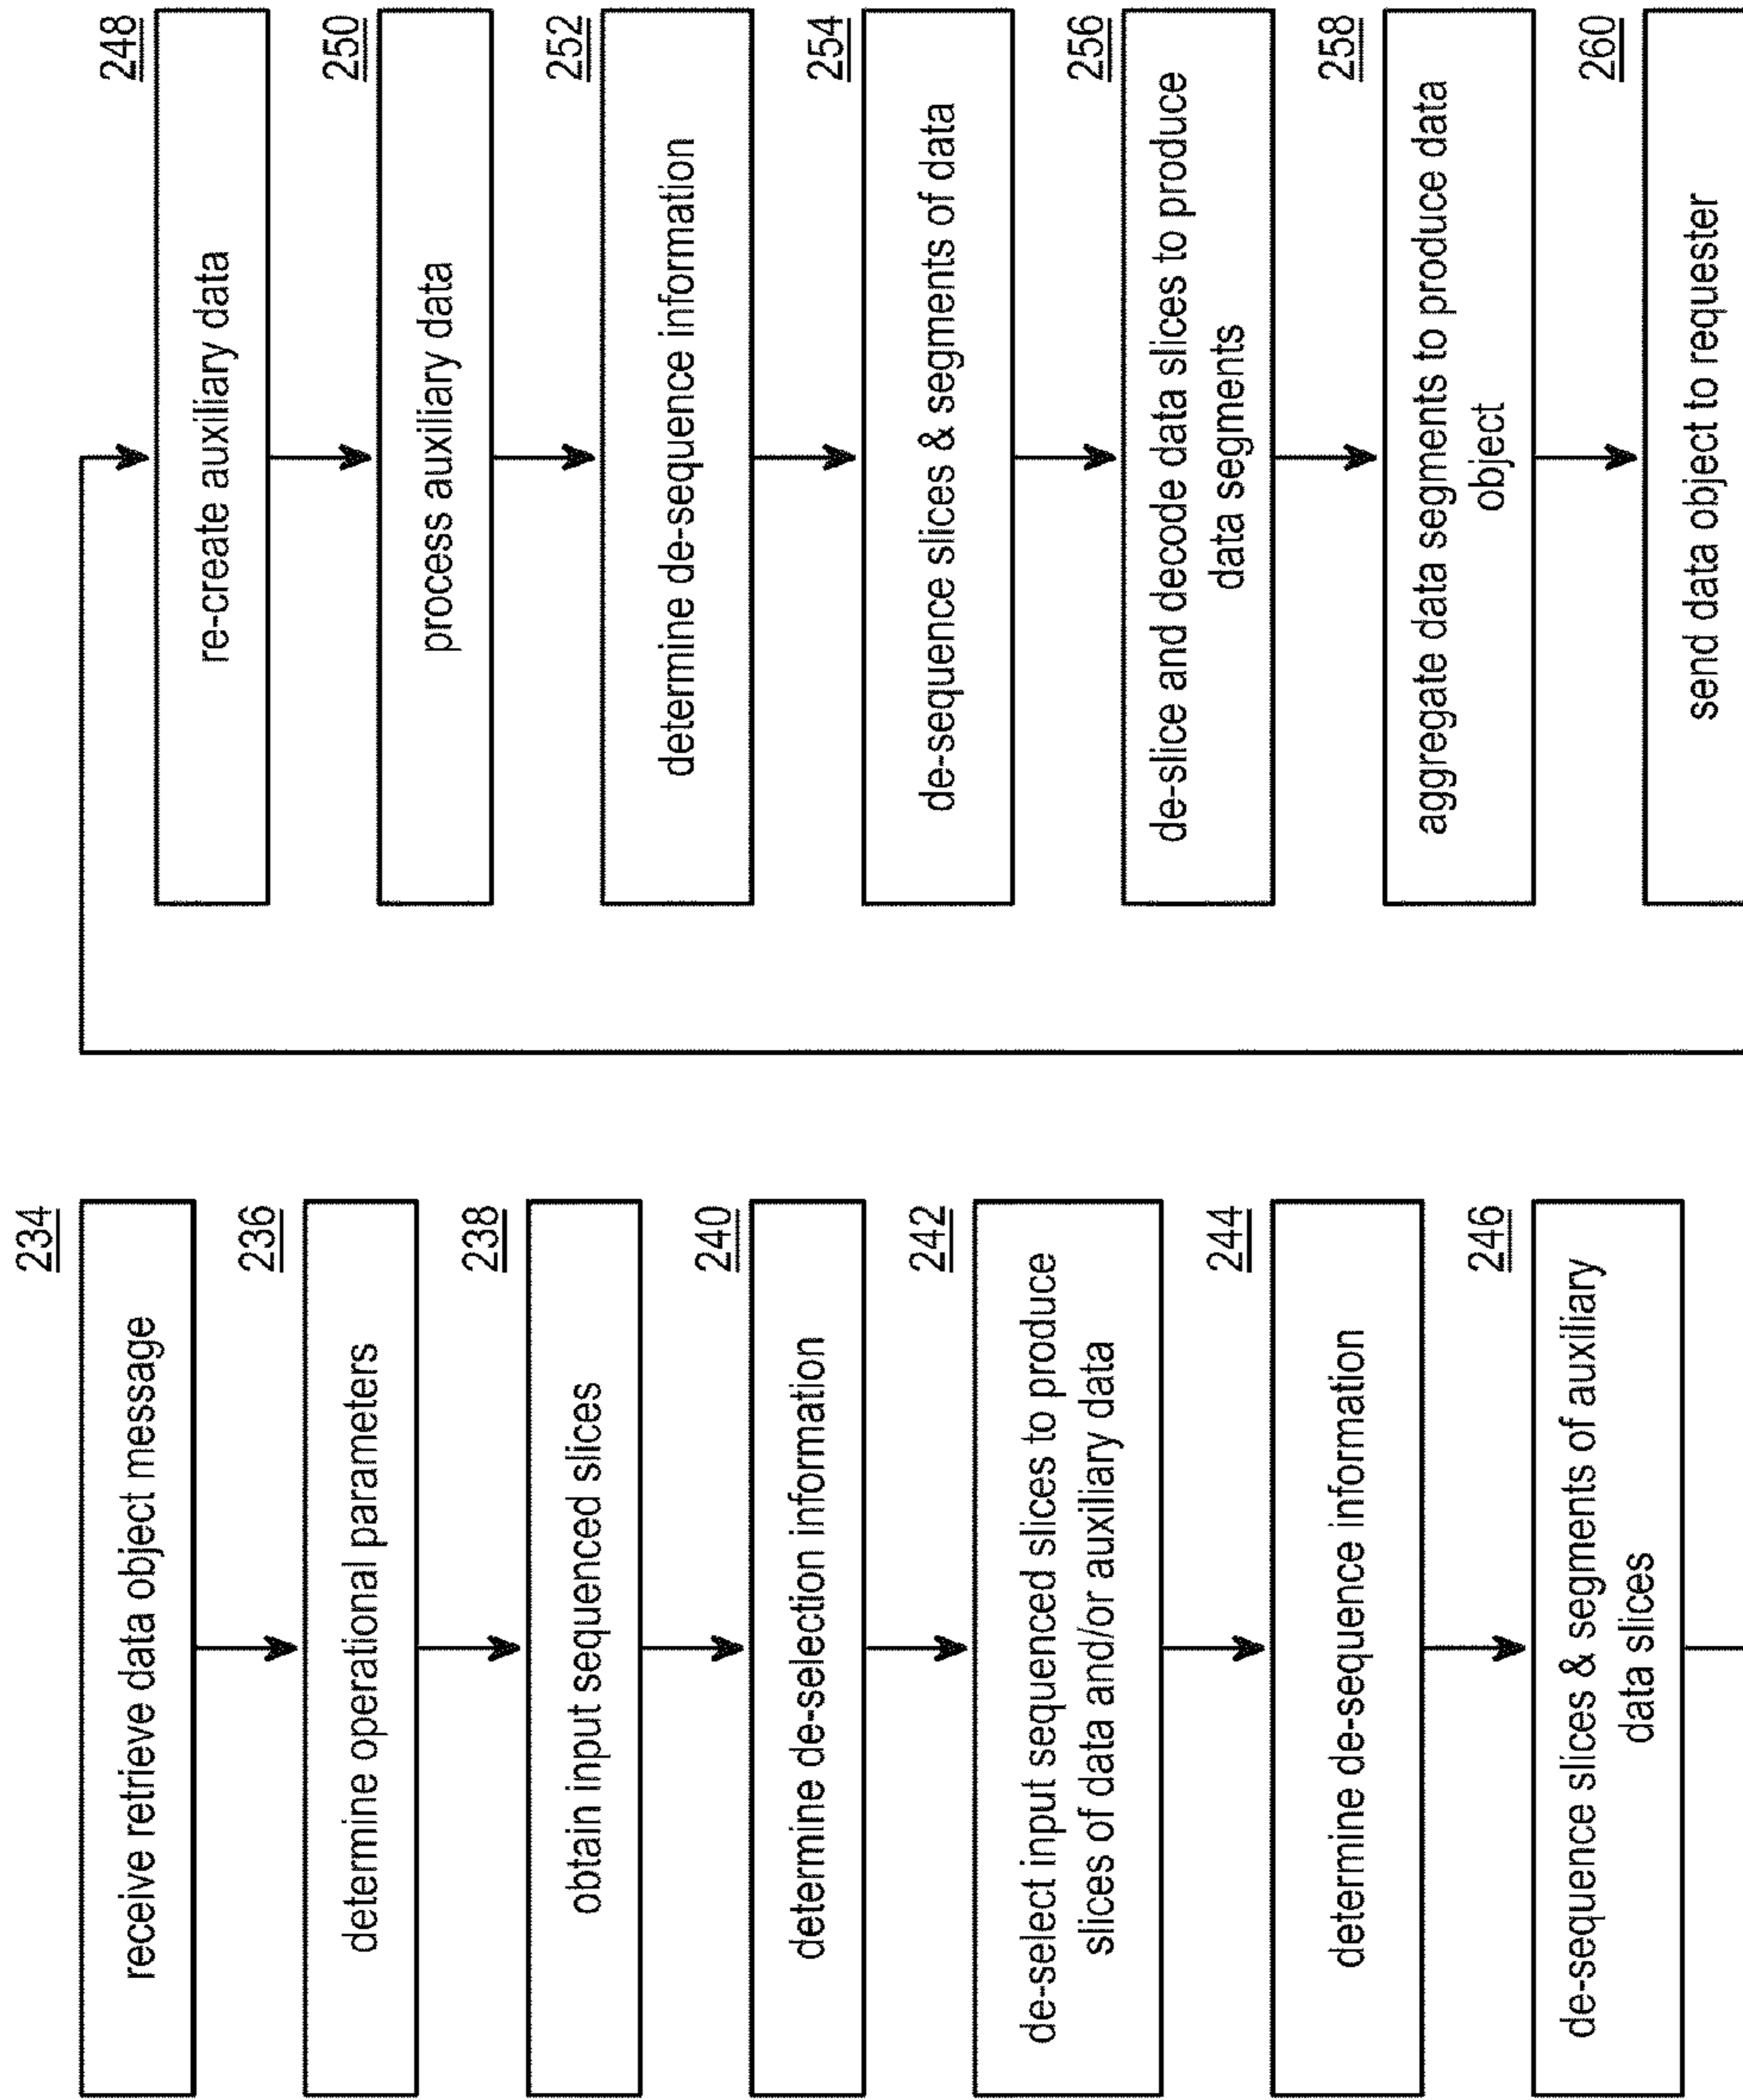 234
receive retrieve data object message
236
determine operational parameters
238
obtain input sequenced slices
240
determine de-selection information
242
de-select input sequenced slices to produce
slices of data and/or auxiliary data
244
determine de-sequence information
246
de-sequence slices & segments of auxiliary
data slices
248
re-create auxiliary data
250
process auxiliary data
252
determine de-sequence information
254
de-sequence slices & segments of data
256
de-slice and decode data slices to produce
data segments
258
aggregate data segments to produce data
object
260
send data object to requester